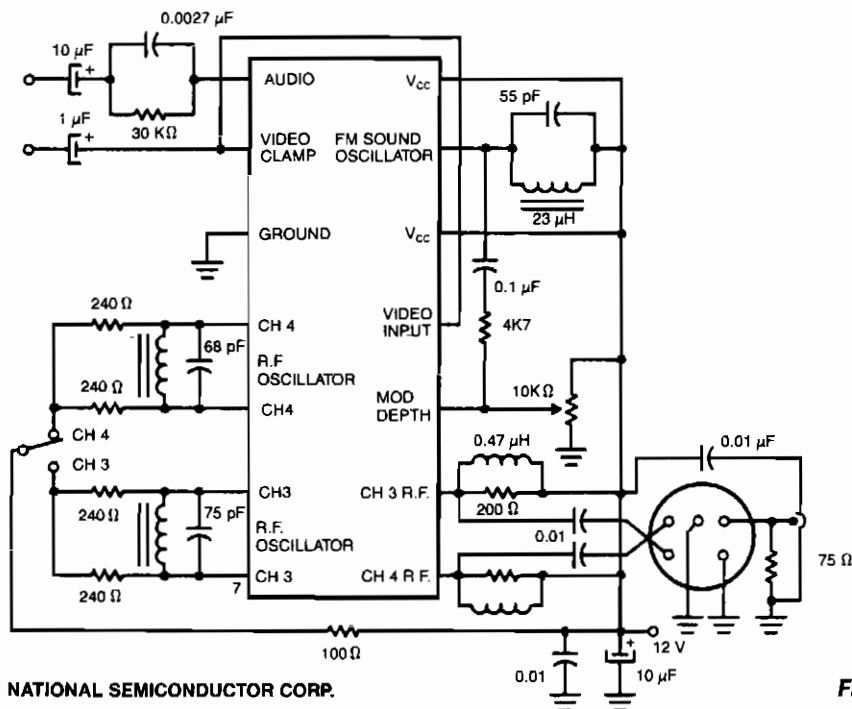 0.0027 µF
10 µF
+
30 KΩ
1 µF
+
AUDIO
VIDEO
CLAMP
GROUND
CH 4
R.F
OSCILLATOR
CH4
CH3
R.F.
OSCILLATOR
7
CH 3
VCC
FM SOUND
OSCILLATOR
VCC
VIDEO
INPUT
MOD
DEPTH
CH 3 R.F.
CH 4 R F.
55 pF
23 µH
0.1 µF
4K7
10KΩ
240 Ω
68 pF
240 Ω
CH 4
CH 3
240 Ω
75 pF
240 Ω
0.47 µH
200 Ω
0.01
0.01 µF
75 Ω
100Ω
0.01
+
12 V
10 µF
NATIONAL SEMICONDUCTOR CORP.